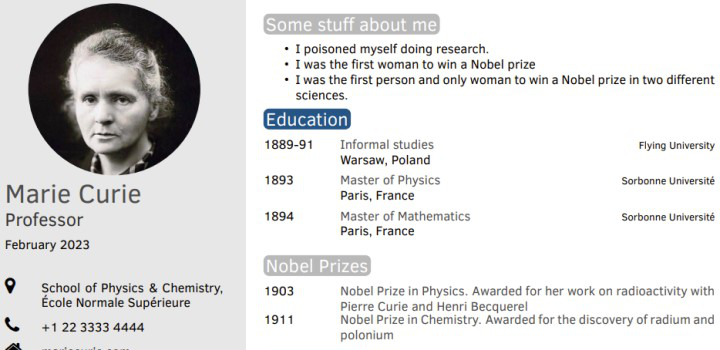 Marie Curie
Professor
February 2023
School of Physics & Chemistry,
École Normale Supérieure
+1 22 3333 4444
mariecurie.com
Some stuff about me
• I poisoned myself doing research.
• I was the first woman to win a Nobel prize
• I was the first person and only woman to win a Nobel prize in two different
sciences.
Education
1889-91 Informal studies Flying University
Warsaw, Poland
1893 Master of Physics Sorbonne Université
Paris, France
1894 Master of Mathematics Sorbonne Université
Paris, France
Nobel Prizes
1903 Nobel Prize in Physics. Awarded for her work on radioactivity with
Pierre Curie and Henri Becquerel
1911 Nobel Prize in Chemistry. Awarded for the discovery of radium and
polonium